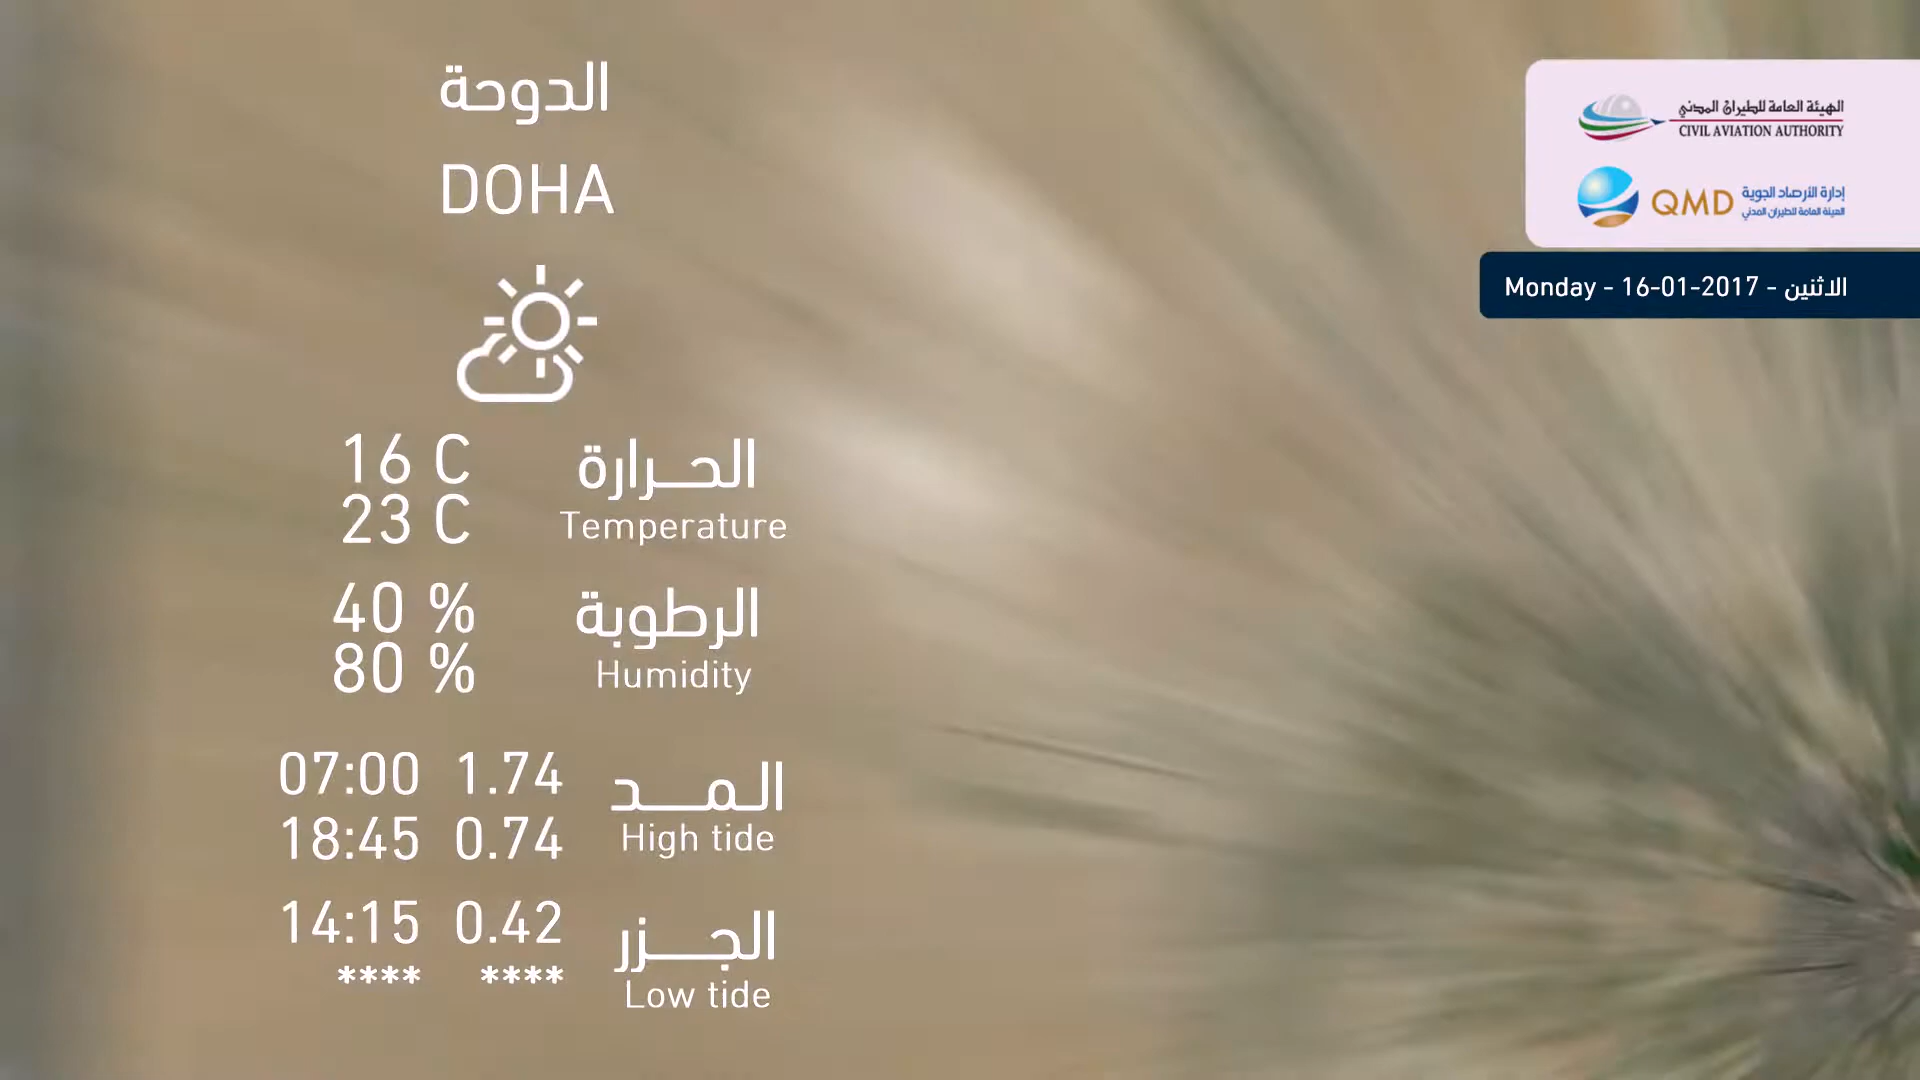 الدوحة
DOHA
16 C
23 C
الحـــرارة
Temperature
40 %
80 %
الرطوبة
Humidity
07:00 1.74
18:45 0.74
المــــد
High tide
14:15 0.42
**** ****
الجــــزر
Low tide
الهيئة العامة للطيران المدني
CIVIL AVIATION AUTHORITY
QMD
إدارة الأرصاد الجوية
الهيئة العامة للطيران المدني
Monday - 16-01-2017 - الاثنين